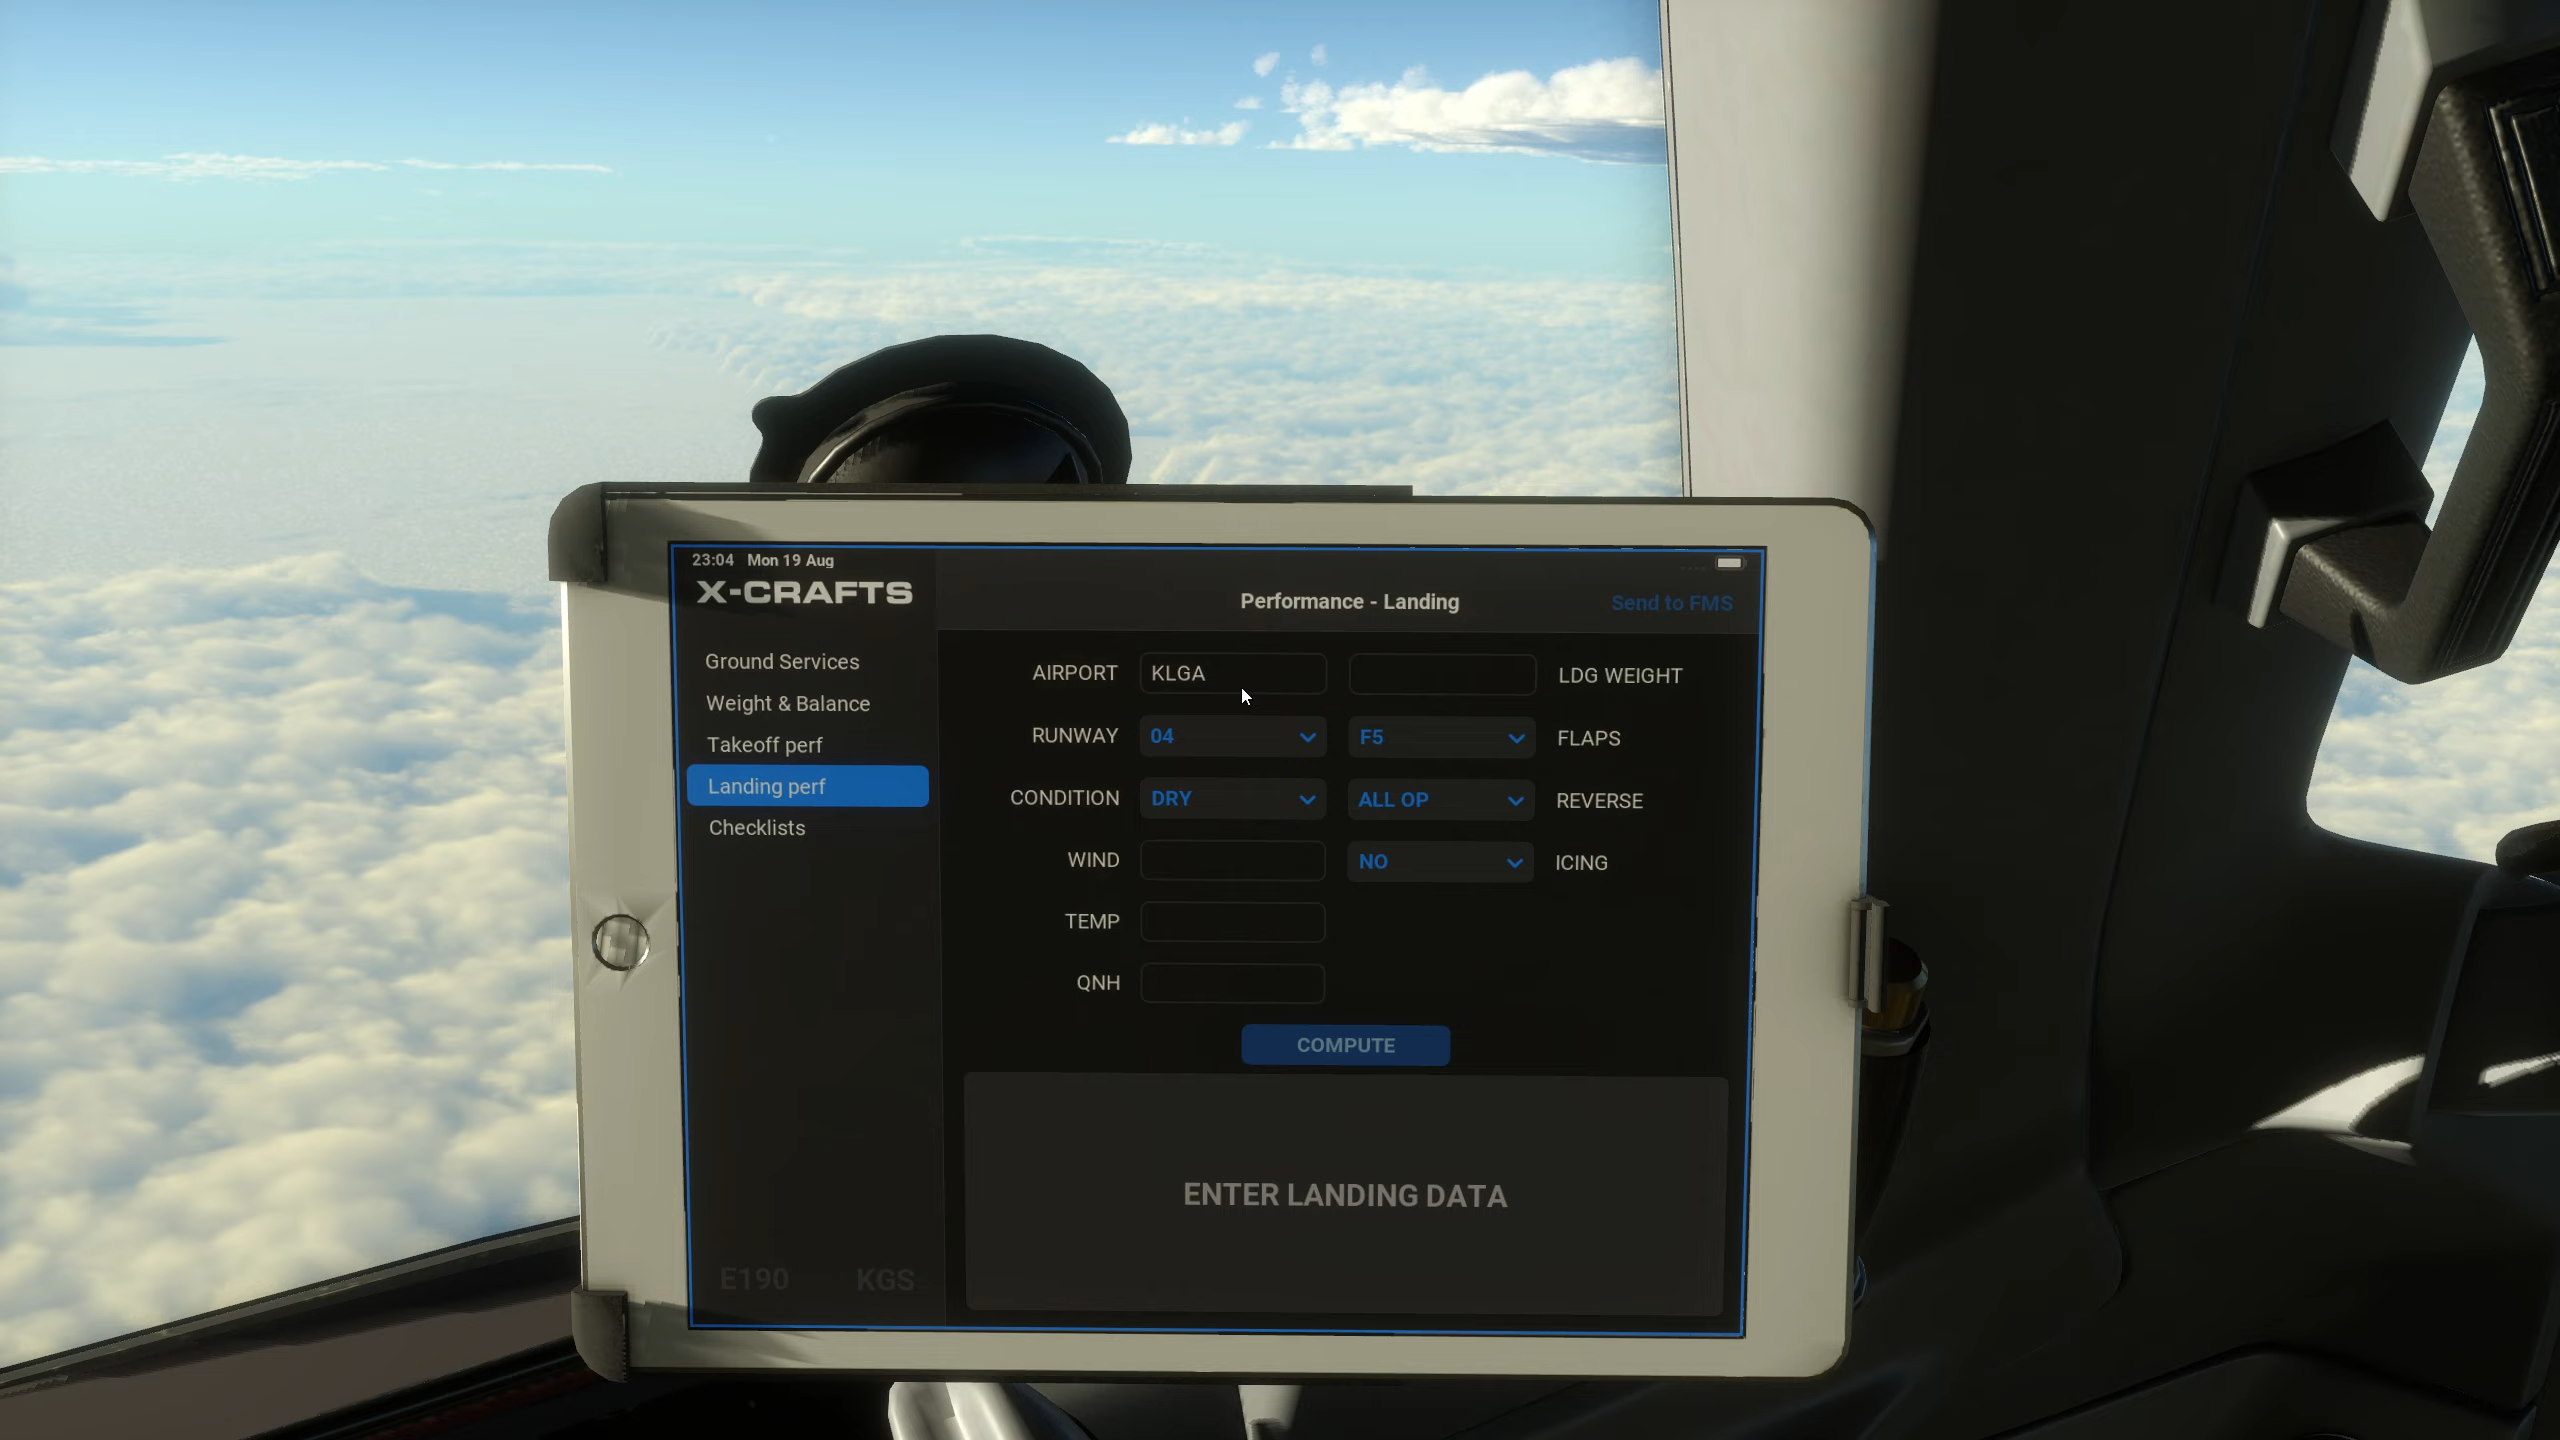 23:04 Mon 19 Aug
X-CRAFTS
Performance - Landing
Send to FMS
Ground Services
Weight & Balance
Takeoff perf
Landing perf
Checklists
AIRPORT KLGA LDG WEIGHT
RUNWAY 04 F5 FLAPS
CONDITION DRY ALL OP REVERSE
WIND NO ICING
TEMP
QNH
COMPUTE
ENTER LANDING DATA
E190 KGS